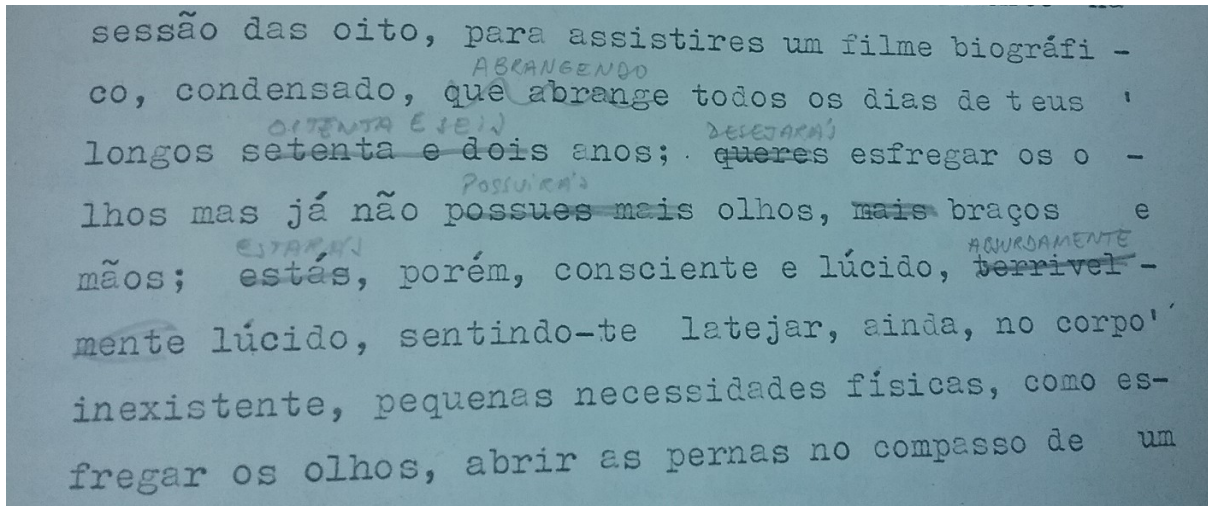 sessão das oito, para assistires um filme biográfi -
ABRANGENDO
co, condensado, que abrange todos os dias de teus '
OITENTA E SEIS DESEJARÁS
longos setenta e dois anos; queres esfregar os o -
POSSUIRÁS
lhos mas já não possues mais olhos, mais braços e
ESTARÁS ABSURDAMENTE
mãos; estás, porém, consciente e lúcido, terrivel -
mente lúcido, sentindo-te latejar, ainda, no corpo'
inexistente, pequenas necessidades físicas, como es-
fregar os olhos, abrir as pernas no compasso de um